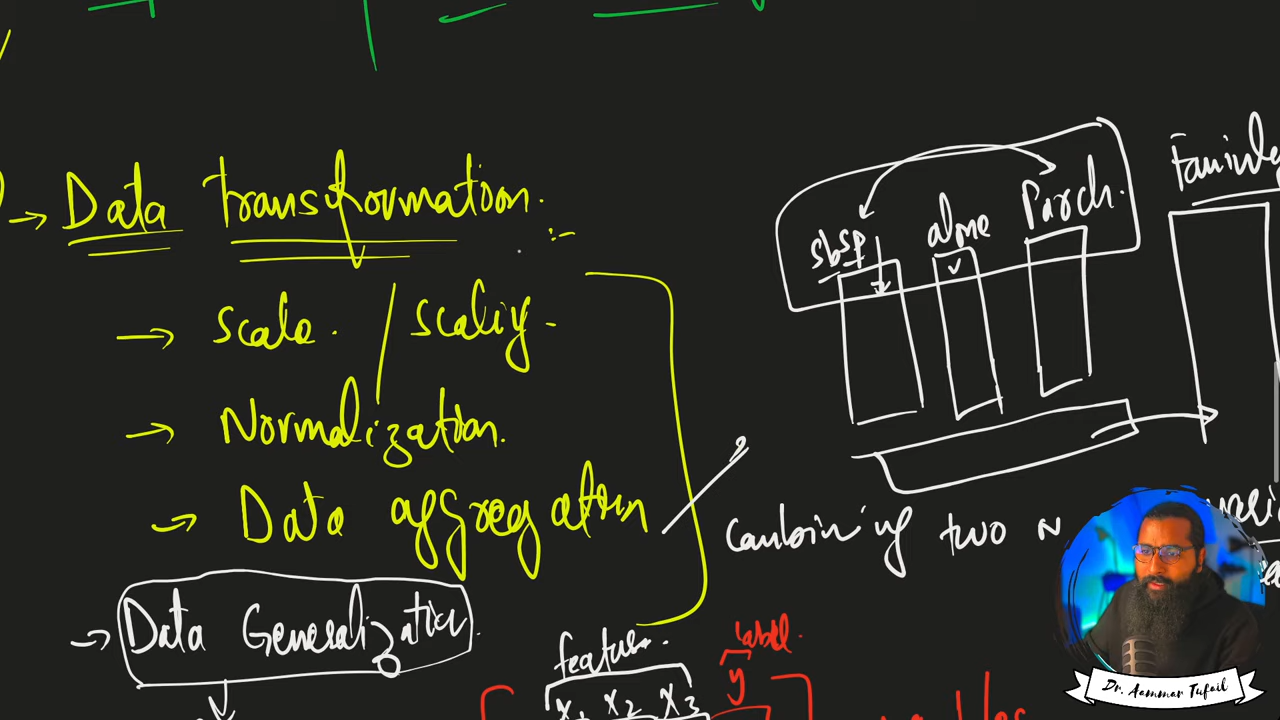 → Data transformation. :-
→ Scale. / Scaliy -
→ Normalization.
→ Data aggregation
→ Data Generalization.
sbsp alone Parch.
Combining two
feature. label.
x1 x2 x3 y
Dr. Aammar Tufail